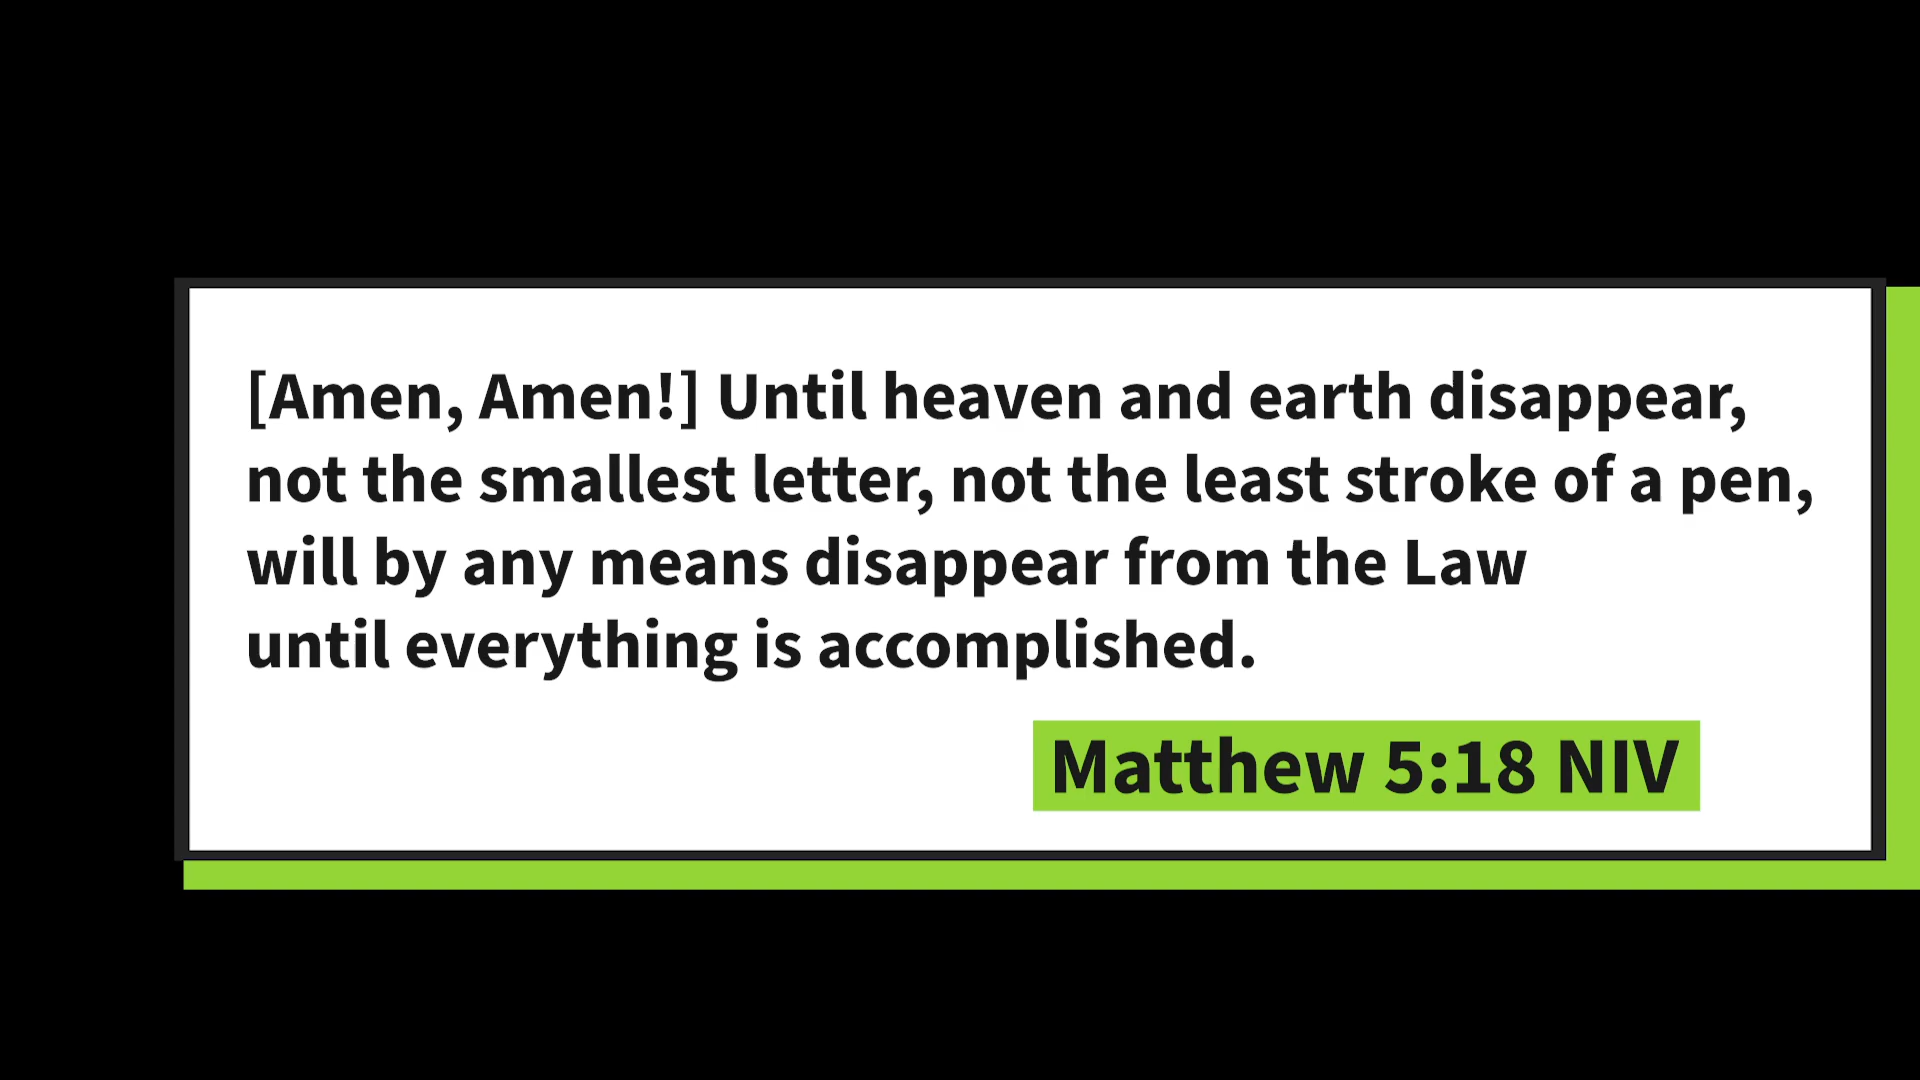 [Amen, Amen!] Until heaven and earth disappear,
not the smallest letter, not the least stroke of a pen,
will by any means disappear from the Law
until everything is accomplished.
Matthew 5:18 NIV